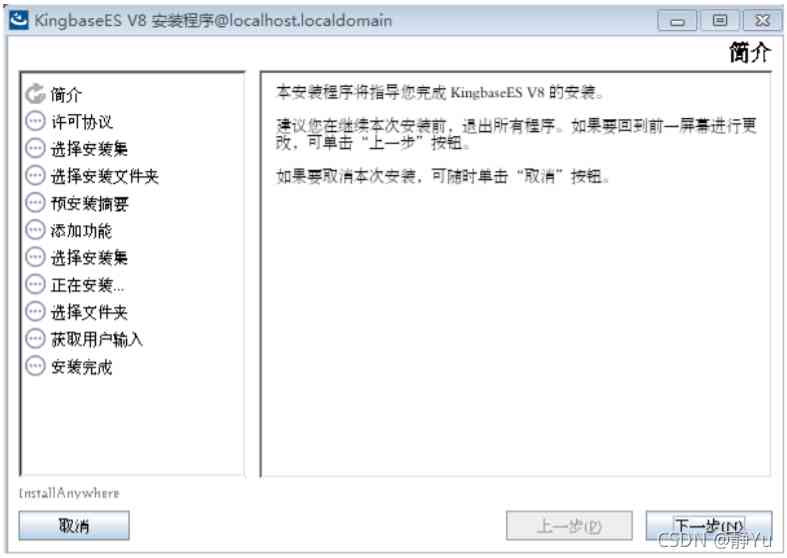 KingbaseES V8 安装程序@localhost.localdomain
简介
简介
许可协议
选择安装集
选择安装文件夹
预安装摘要
添加功能
选择安装集
正在安装...
选择文件夹
获取用户输入
安装完成
本安装程序将指导您完成 KingbaseES V8 的安装。
建议您在继续本次安装前，退出所有程序。如果要回到前一屏幕进行更
改，可单击“上一步”按钮。
如果要取消本次安装，可随时单击“取消”按钮。
InstallAnywhere
取消
上一步(P)
下一步(N)
CSDN @静Yu